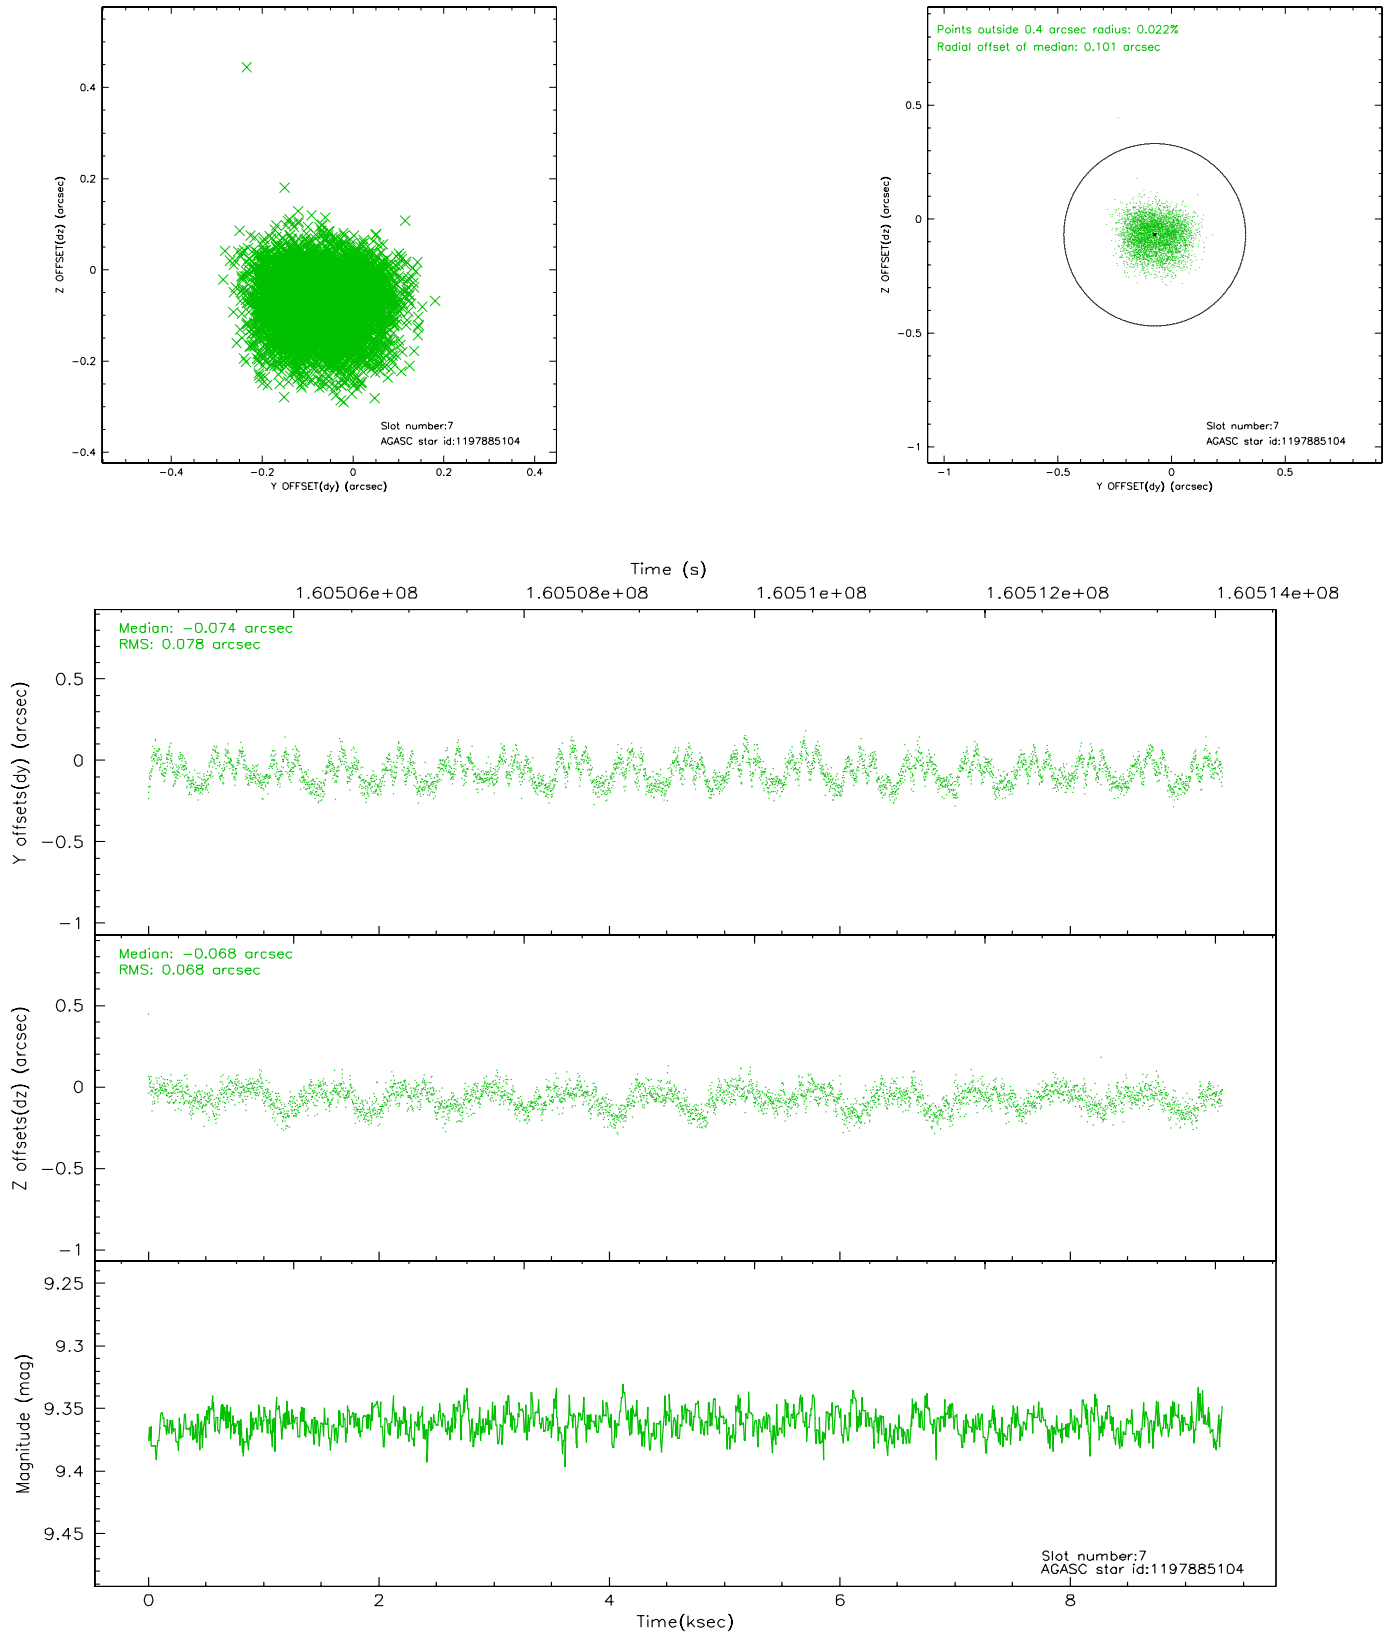 0.4
0.2
0
-0.2
-0.4
-0.4
-0.2
0
0.2
0.4
Z OFFSET(dz) (arcsec)
Y OFFSET(dy) (arcsec)
Slot number:7
AGASC star id:1197885104
Points outside 0.4 arcsec radius: 0.022%
Radial offset of median: 0.101 arcsec
0.5
0
-0.5
-1
-1
-0.5
0
0.5
Z OFFSET(dz) (arcsec)
Y OFFSET(dy) (arcsec)
Slot number:7
AGASC star id:1197885104
Time (s)
1.60506e+08
1.60508e+08
1.6051e+08
1.60512e+08
1.60514e+08
Median: -0.074 arcsec
RMS: 0.078 arcsec
0.5
0
-0.5
-1
Y offsets(dy) (arcsec)
Median: -0.068 arcsec
RMS: 0.068 arcsec
0.5
0
-0.5
-1
Z offsets(dz) (arcsec)
9.25
9.3
9.35
9.4
9.45
Magnitude (mag)
Slot number:7
AGASC star id:1197885104
0
2
4
6
8
Time(ksec)